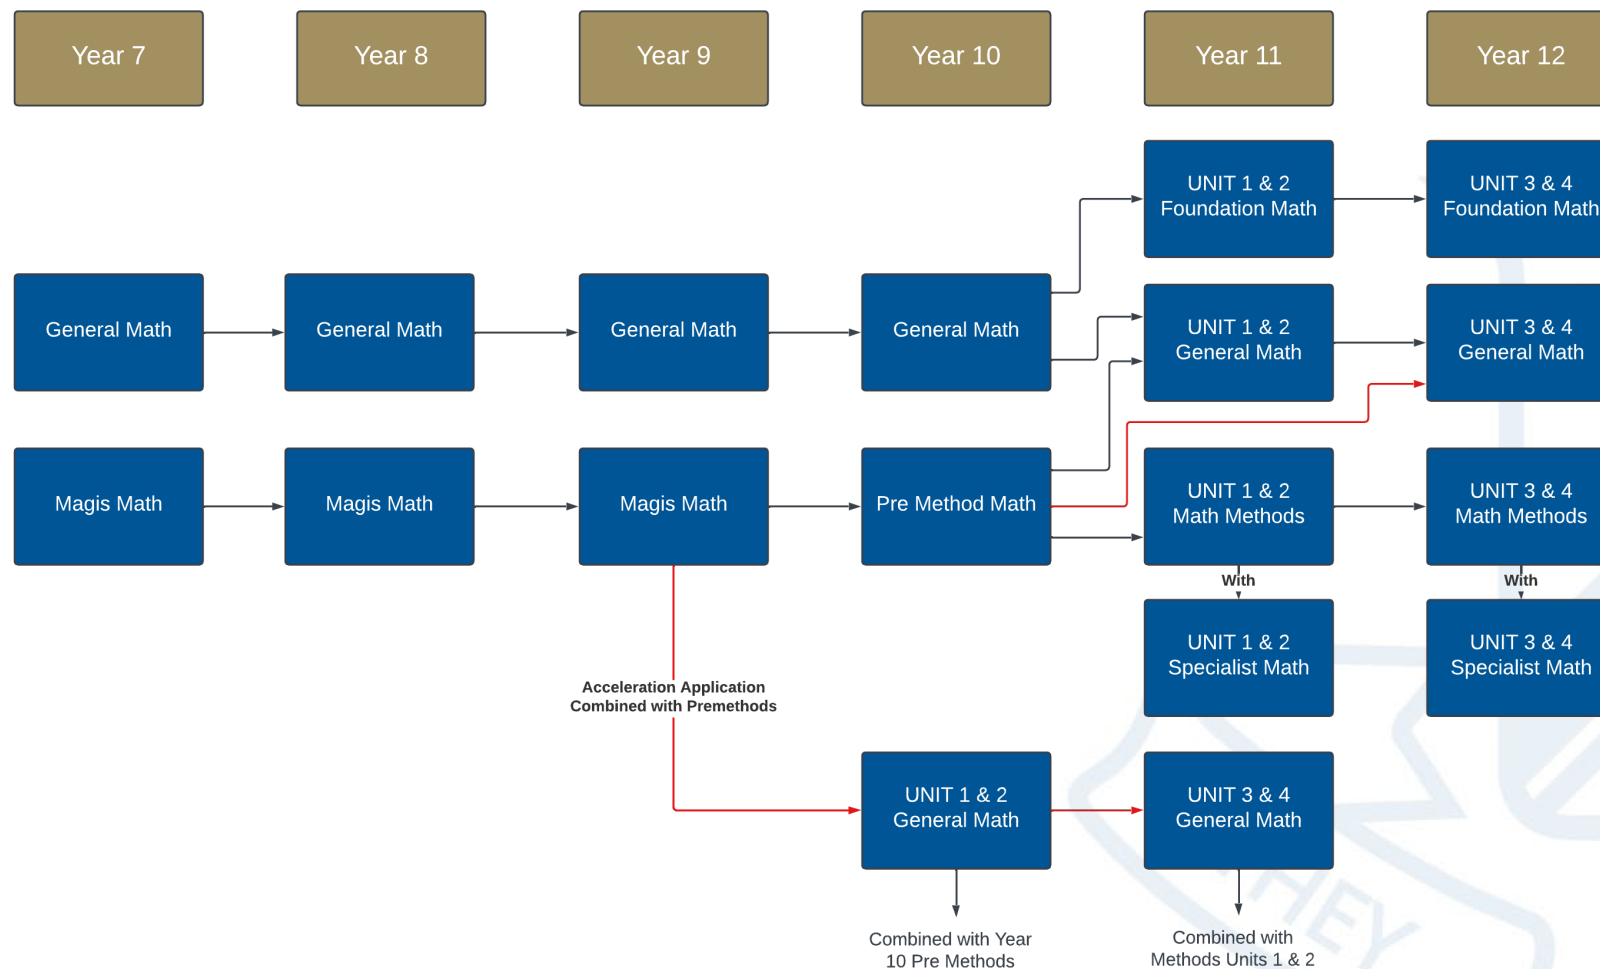 Year 7
Year 8
Year 9
Year 10
Year 11
Year 12
UNIT 1 & 2
Foundation Math
UNIT 3 & 4
Foundation Math
General Math
General Math
General Math
General Math
UNIT 1 & 2
General Math
UNIT 3 & 4
General Math
Magis Math
Magis Math
Magis Math
Pre Method Math
UNIT 1 & 2
Math Methods
UNIT 3 & 4
Math Methods
With
With
UNIT 1 & 2
Specialist Math
UNIT 3 & 4
Specialist Math
Acceleration Application
Combined with Premethods
UNIT 1 & 2
General Math
UNIT 3 & 4
General Math
Combined with Year
10 Pre Methods
Combined with
Methods Units 1 & 2